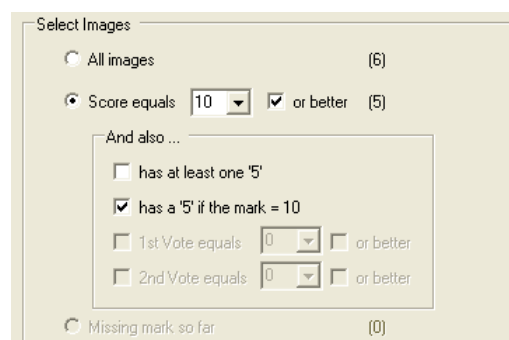 Select Images
All images (6)
Score equals 10 or better (5)
And also ...
has at least one '5'
has a '5' if the mark = 10
1st Vote equals 0 or better
2nd Vote equals 0 or better
Missing mark so far (0)